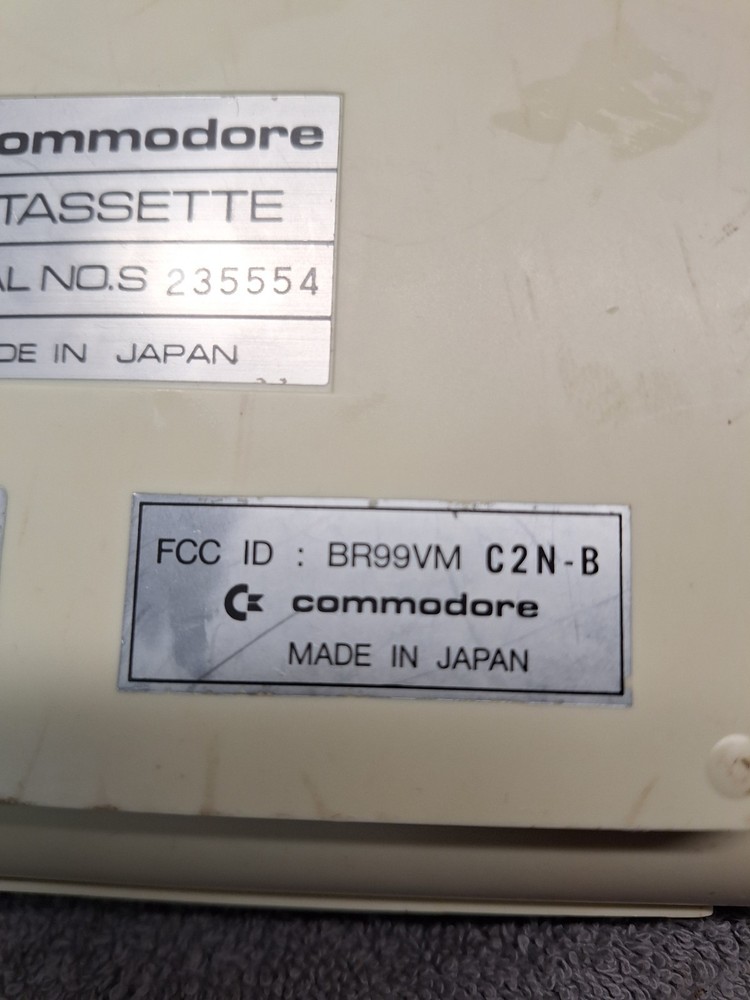 ommodore
TASSETTE
AL NO.S 235554
DE IN JAPAN
FCC ID : BR99VM C2N-B
commodore
MADE IN JAPAN